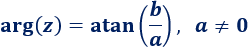 arg(z) = atan(b/a), a ≠ 0